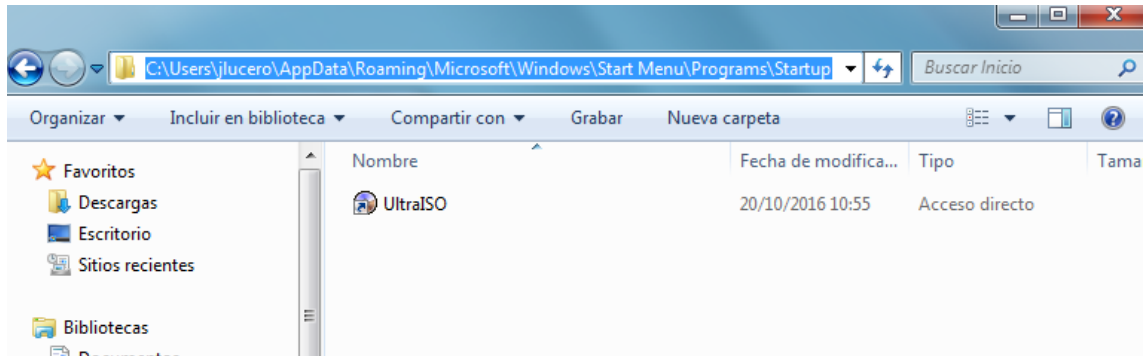 C:\Users\jlucero\AppData\Roaming\Microsoft\Windows\Start Menu\Programs\Startup Buscar Inicio
Organizar Incluir en biblioteca Compartir con Grabar Nueva carpeta
Favoritos Nombre Fecha de modifica... Tipo Tama
Descargas UltraISO 20/10/2016 10:55 Acceso directo
Escritorio
Sitios recientes
Bibliotecas